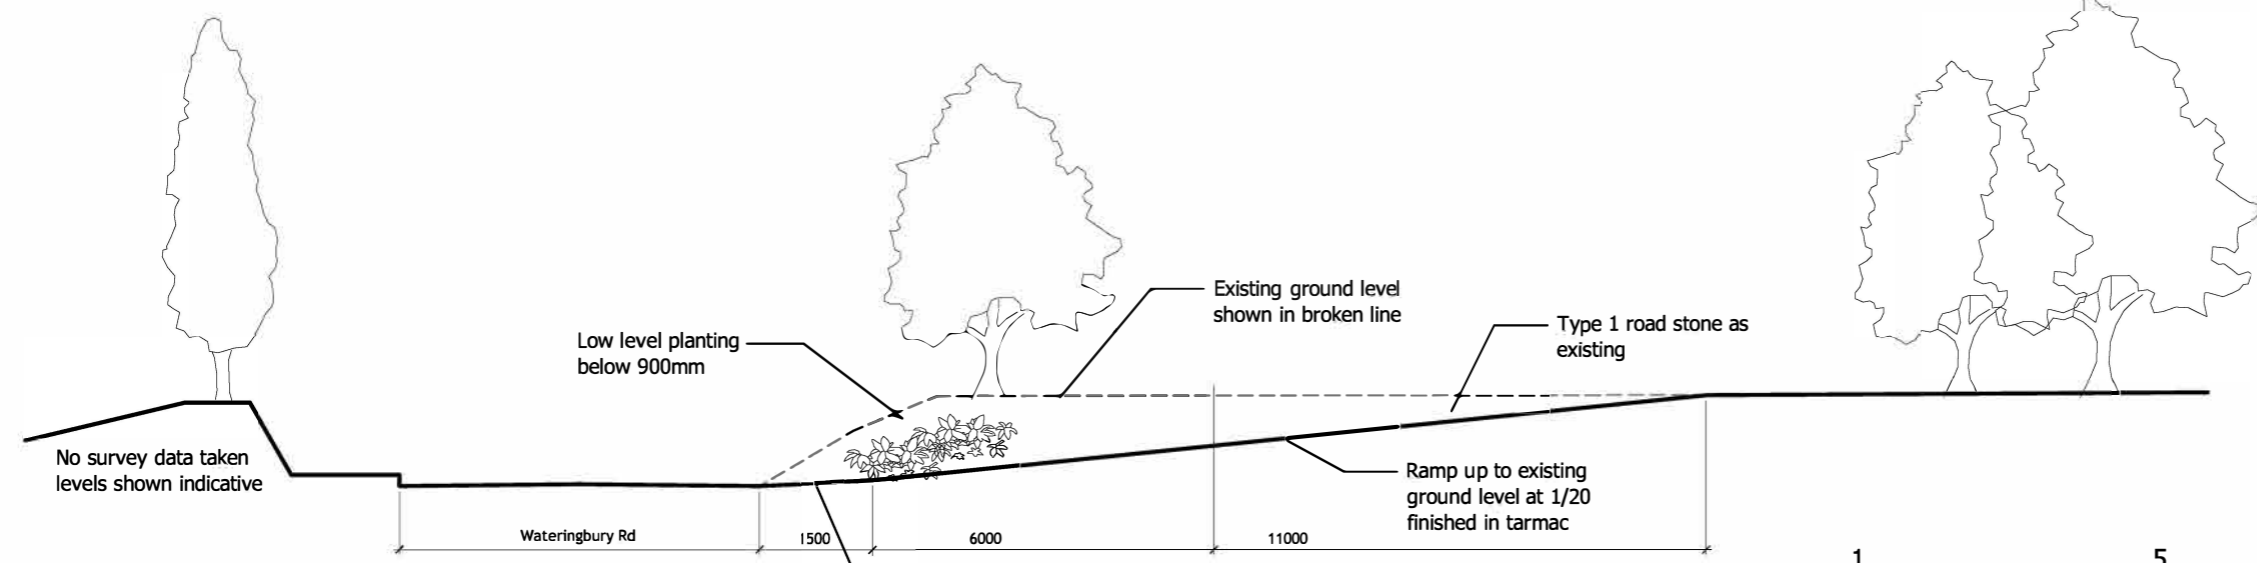 Existing ground level
shown in broken line
Low level planting
below 900mm
Type 1 road stone as
existing
No survey data taken
levels shown indicative
Ramp up to existing
ground level at 1/20
finished in tarmac
Wateringbury Rd
1500
6000
11000
1
5